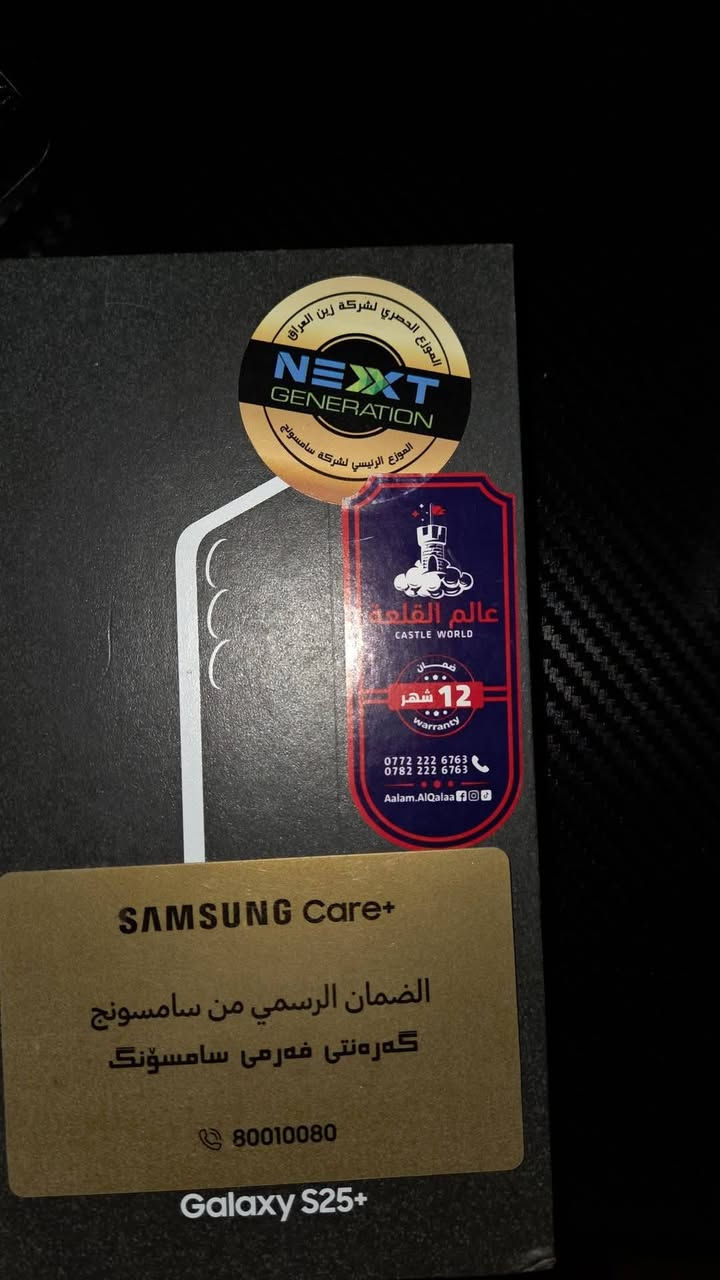 الموزع الحصري لشركة زين العراق
NEXXT
GENERATION
الموزع الرئيسي لشركة سامسونج
عالم القلعة
CASTLE WORLD
ضمان
12 شهر
warranty
0772 222 6763
0782 222 6763
Aalam.AlQalaa
SAMSUNG Care+
الضمان الرسمي من سامسونج
گەرەنتی فەرمی سامسۆنگ
80010080
Galaxy S25+